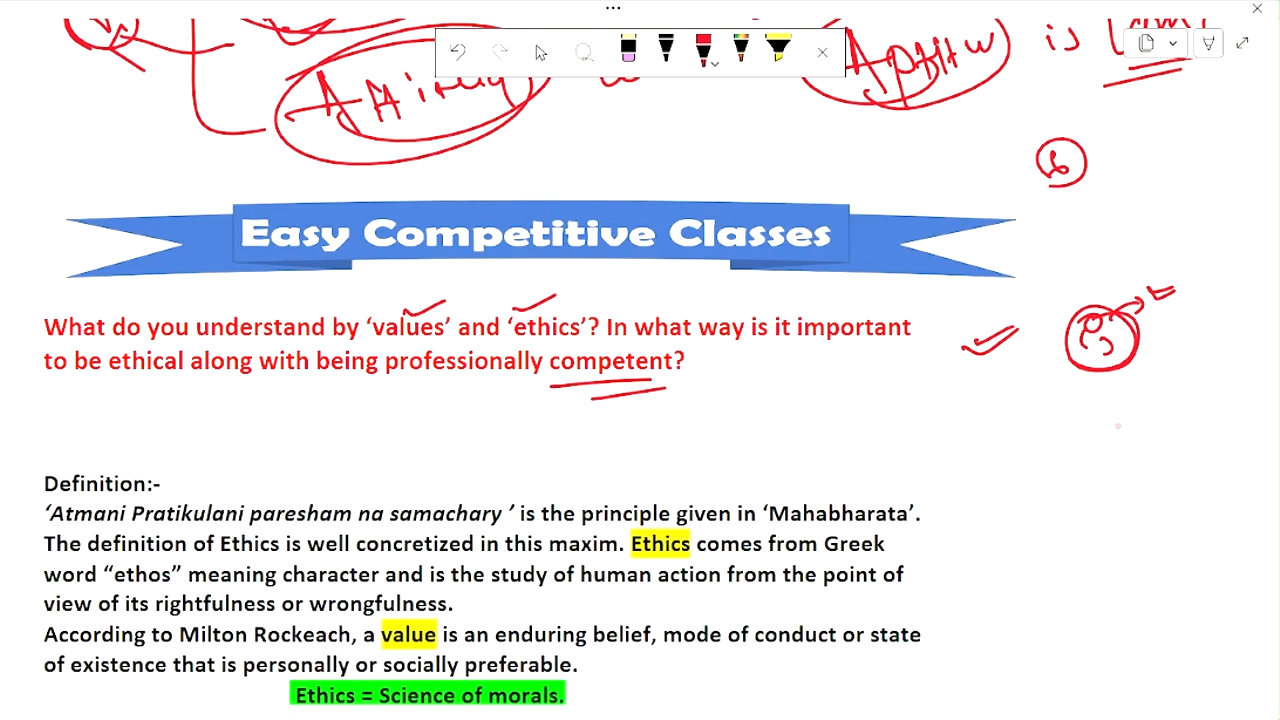 is
Easy Competitive Classes
What do you understand by ‘values’ and ‘ethics’? In what way is it important
to be ethical along with being professionally competent?
Definition:-
‘Atmani Pratikulani paresham na samachary ’ is the principle given in ‘Mahabharata’.
The definition of Ethics is well concretized in this maxim. Ethics comes from Greek
word “ethos” meaning character and is the study of human action from the point of
view of its rightfulness or wrongfulness.
According to Milton Rockeach, a value is an enduring belief, mode of conduct or state
of existence that is personally or socially preferable.
Ethics = Science of morals.